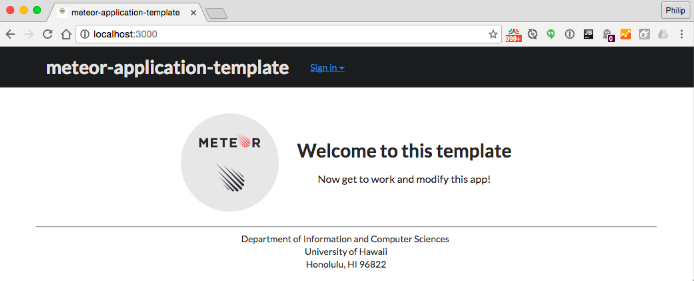 meteor-application-template
Philip
localhost:3000
999+
0
meteor-application-template Sign in
METEOR
Welcome to this template
Now get to work and modify this app!
Department of Information and Computer Sciences
University of Hawaii
Honolulu, HI 96822